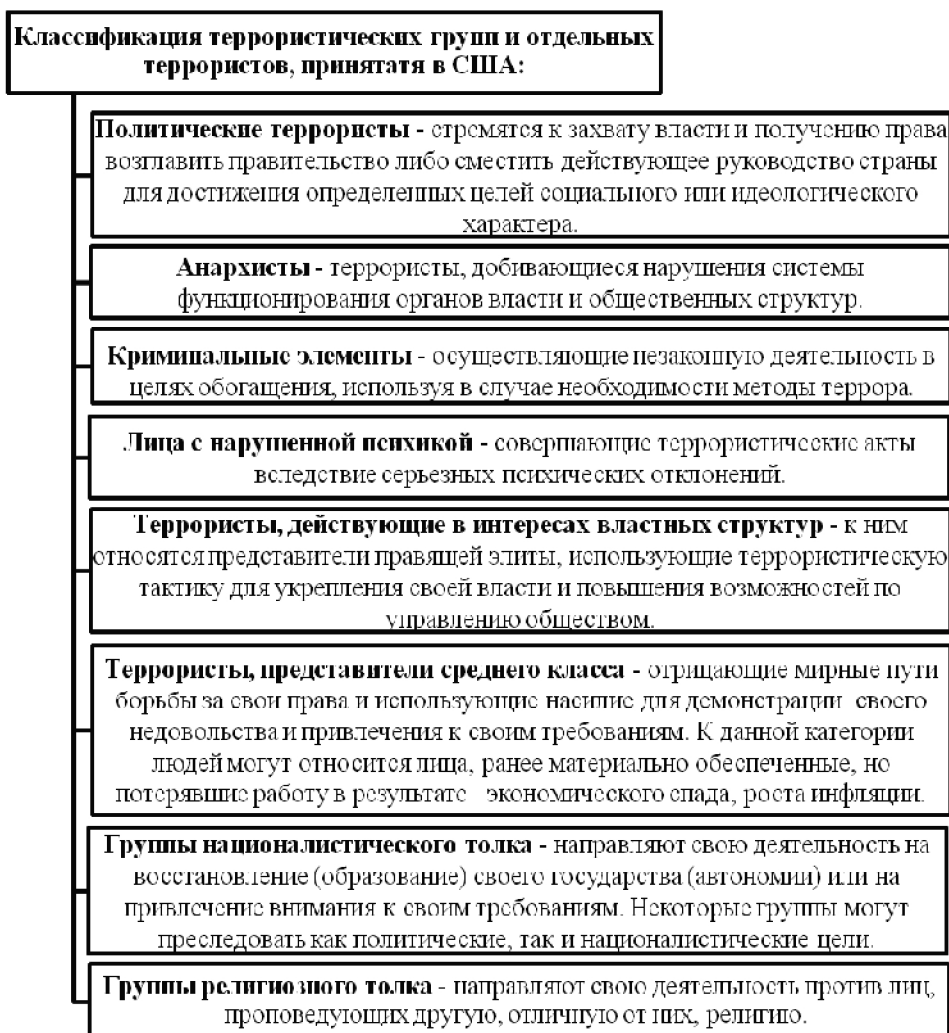 Классификация террористических групп и отдельных
террористов, принятатя в США:
Политические террористы - стремятся к захвату власти и получению права
возглавить правительство либо сместить действующее руководство страны
для достижения определенных целей социального или идеологического
характера.
Анархисты - террористы, добивающиеся нарушения системы
функционирования органов власти и общественных структур.
Криминальные элементы - осуществляющие незаконную деятельность в
целях обогащения, используя в случае необходимости методы террора.
Лица с нарушенной психикой - совершающие террористические акты
вследствие серьезных психических отклонений.
Террористы, действующие в интересах властных структур - к ним
относятся представители правящей элиты, использующие террористическую
тактику для укрепления своей власти и повышения возможностей по
управлению обществом.
Террористы, представители среднего класса - отрицающие мирные пути
борьбы за свои права и использующие насилие для демонстрации своего
недовольства и привлечения к своим требованиям. К данной категории
людей могут относится лица, ранее материально обеспеченные, но
потерявшие работу в результате экономического спада, роста инфляции.
Группы националистического толка - направляют свою деятельность на
восстановление (образование) своего государства (автономии) или на
привлечение внимания к своим требованиям. Некоторые группы могут
преследовать как политические, так и националистические цели.
Группы религиозного толка - направляют свою деятельность против лиц,
проповедующих другую, отличную от них, религию.